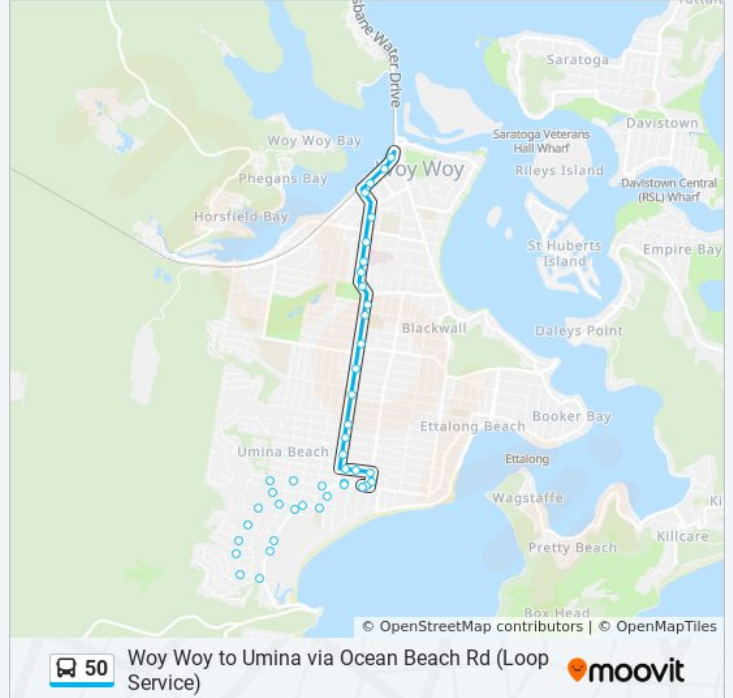 sbane Water Drive
Saratoga
Davistown
Woy Woy Bay
Saratoga Veterans
Hall Wharf
oy Woy
Phegans Bay
Rileys Island
Davistown Central
(RSL) Wharf
Horsfield Bay
St Huberts
Island
Empire Bay
Blackwall
Daleys Point
Booker Bay
Ettalong Beach
Umina Beach
Ettalong
Wagstaffe
Ki
Killcare
Pretty Beach
Box Head
© OpenStreetMap contributors | © OpenMapTiles
50
Woy Woy to Umina via Ocean Beach Rd (Loop
Service)
moovit